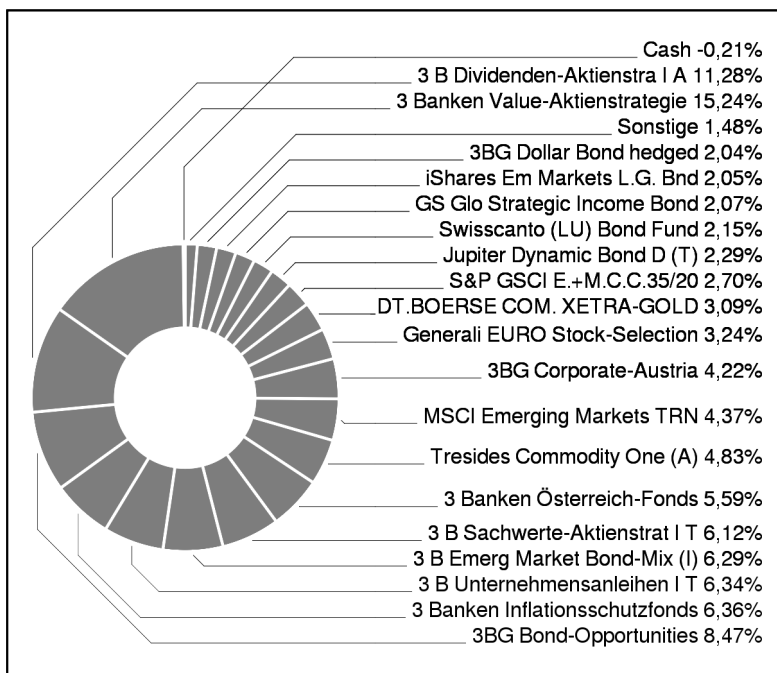 Cash -0,21%
3 B Dividenden-Aktienstra I A 11,28%
3 Banken Value-Aktienstrategie 15,24%
Sonstige 1,48%
3BG Dollar Bond hedged 2,04%
iShares Em Markets L.G. Bnd 2,05%
GS Glo Strategic Income Bond 2,07%
Swisscanto (LU) Bond Fund 2,15%
Jupiter Dynamic Bond D (T) 2,29%
S&P GSCI E.+M.C.C.35/20 2,70%
DT.BOERSE COM. XETRA-GOLD 3,09%
Generali EURO Stock-Selection 3,24%
3BG Corporate-Austria 4,22%
MSCI Emerging Markets TRN 4,37%
Tresides Commodity One (A) 4,83%
3 Banken Österreich-Fonds 5,59%
3 B Sachwerte-Aktienstrat I T 6,12%
3 B Emerg Market Bond-Mix (I) 6,29%
3 B Unternehmensanleihen I T 6,34%
3 Banken Inflationsschutzfonds 6,36%
3BG Bond-Opportunities 8,47%